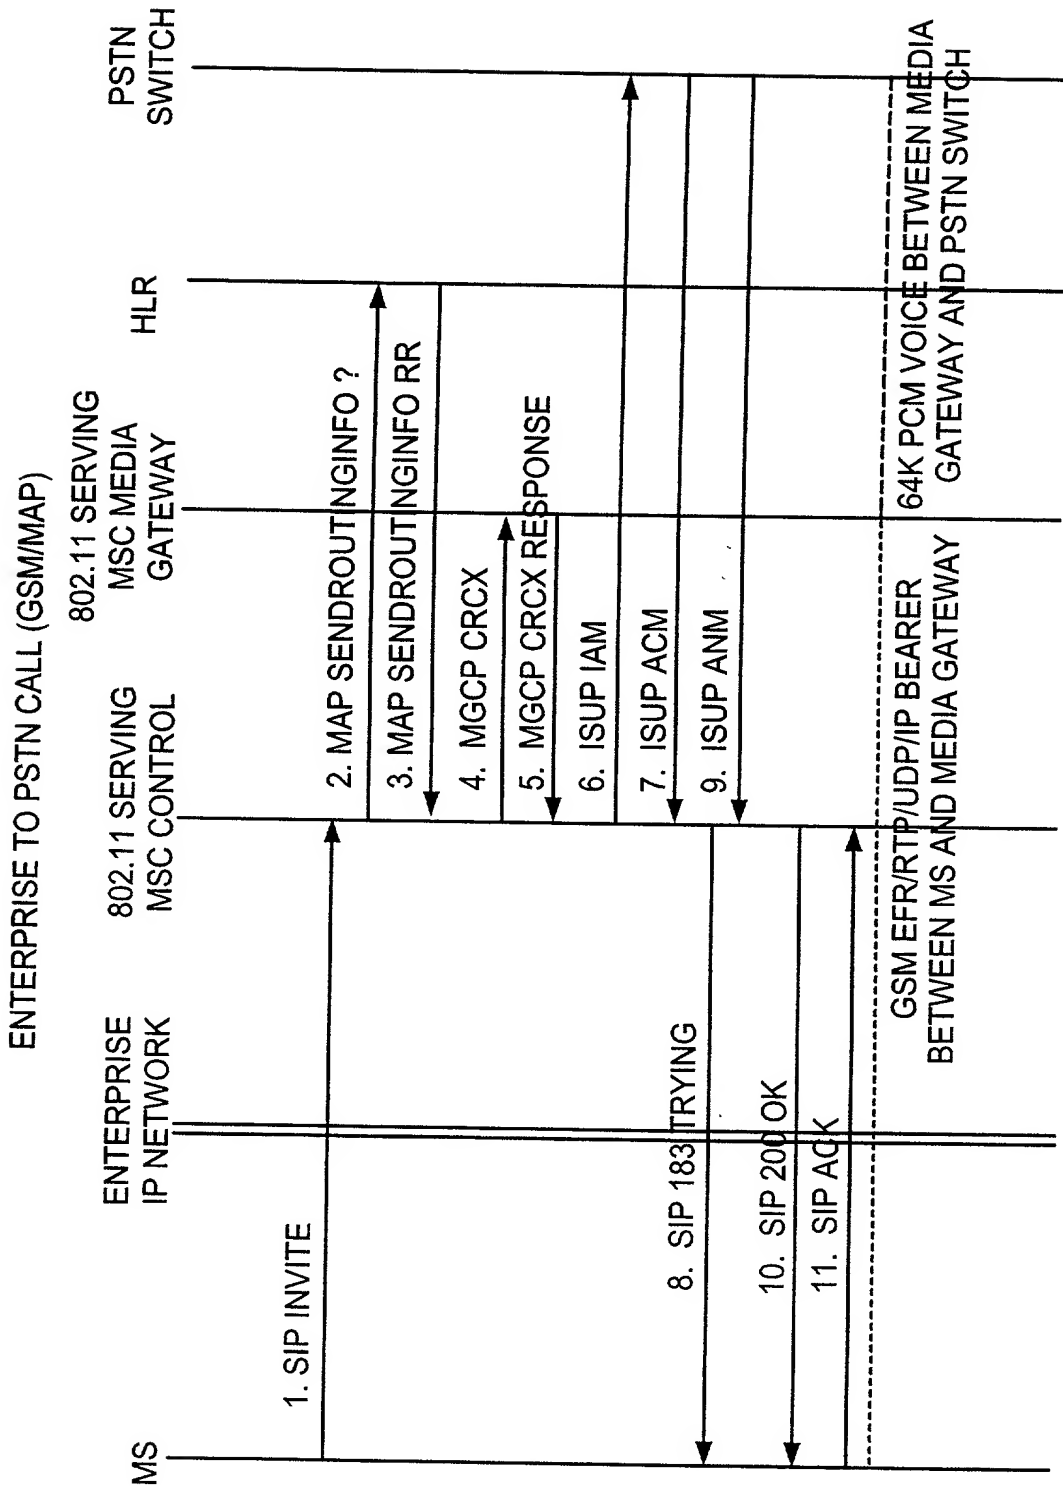 ENTERPRISE TO PSTN CALL (GSM/MAP)
MS
ENTERPRISE
IP NETWORK
802.11 SERVING
MSC CONTROL
802.11 SERVING
MSC MEDIA
GATEWAY
HLR
PSTN
SWITCH
1. SIP INVITE
2. MAP SENDROUTINGINFO ?
3. MAP SENDROUTINGINFO RR
4. MGCP CRCX
5. MGCP CRCX RESPONSE
6. ISUP IAM
7. ISUP ACM
8. SIP 183 TRYING
9. ISUP ANM
10. SIP 200 OK
11. SIP ACK
GSM EFR/RTP/UDP/IP BEARER
BETWEEN MS AND MEDIA GATEWAY
64K PCM VOICE BETWEEN MEDIA
GATEWAY AND PSTN SWITCH